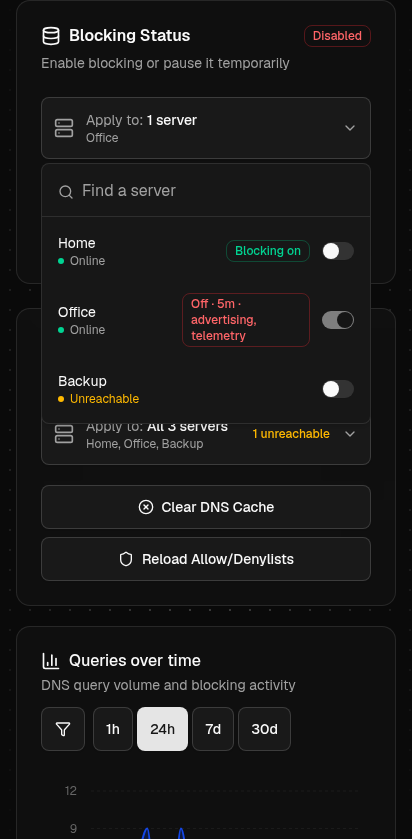 Blocking Status
Disabled
Enable blocking or pause it temporarily
Apply to: 1 server
Office
Find a server
Home
Online
Blocking on
Office
Online
Off · 5m ·
advertising,
telemetry
Backup
Unreachable
Apply to: All 3 servers
Home, Office, Backup
1 unreachable
Clear DNS Cache
Reload Allow/Denylists
Queries over time
DNS query volume and blocking activity
1h
24h
7d
30d
12
9